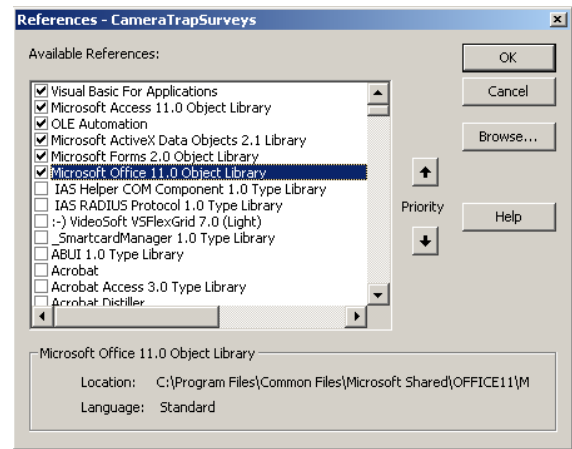 References - CameraTrapSurveys
Available References:
OK
Cancel
Browse...
Help
Visual Basic For Applications
Microsoft Access 11.0 Object Library
OLE Automation
Microsoft ActiveX Data Objects 2.1 Library
Microsoft Forms 2.0 Object Library
Microsoft Office 11.0 Object Library
IAS Helper COM Component 1.0 Type Library
IAS RADIUS Protocol 1.0 Type Library
:-) VideoSoft VSFlexGrid 7.0 (Light)
_SmartcardManager 1.0 Type Library
ABUI 1.0 Type Library
Acrobat
Acrobat Access 3.0 Type Library
Acrobat Distiller
Priority
Microsoft Office 11.0 Object Library
Location: C:\Program Files\Common Files\Microsoft Shared\OFFICE11\M
Language: Standard